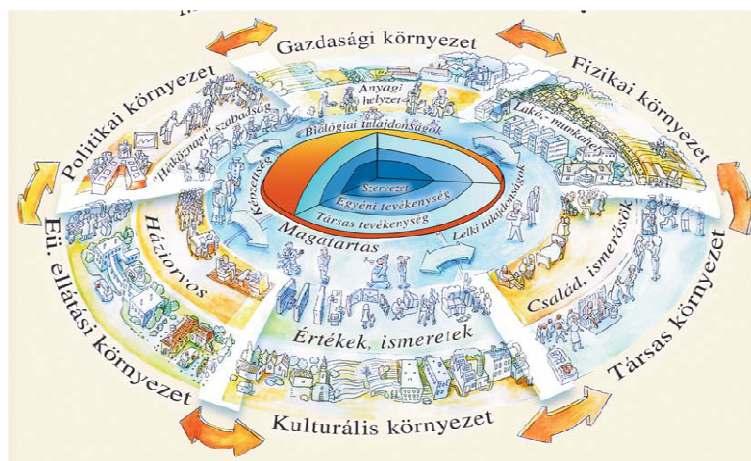 Gazdasági környezet
Fizikai környezet
Politikai környezet
Anyagi
helyzet
Lakó-, munkahely
"Hétköznapi" szabadság
Biológiai tulajdonságok
Képzettség
Szervezet
Egyéni tevékenység
Társas tevékenység
Lelki tulajdonságok
Magatartás
Háziorvos
Család, ismerősök
Eü. ellátási környezet
Társas környezet
Értékek, ismeretek
Kulturális környezet